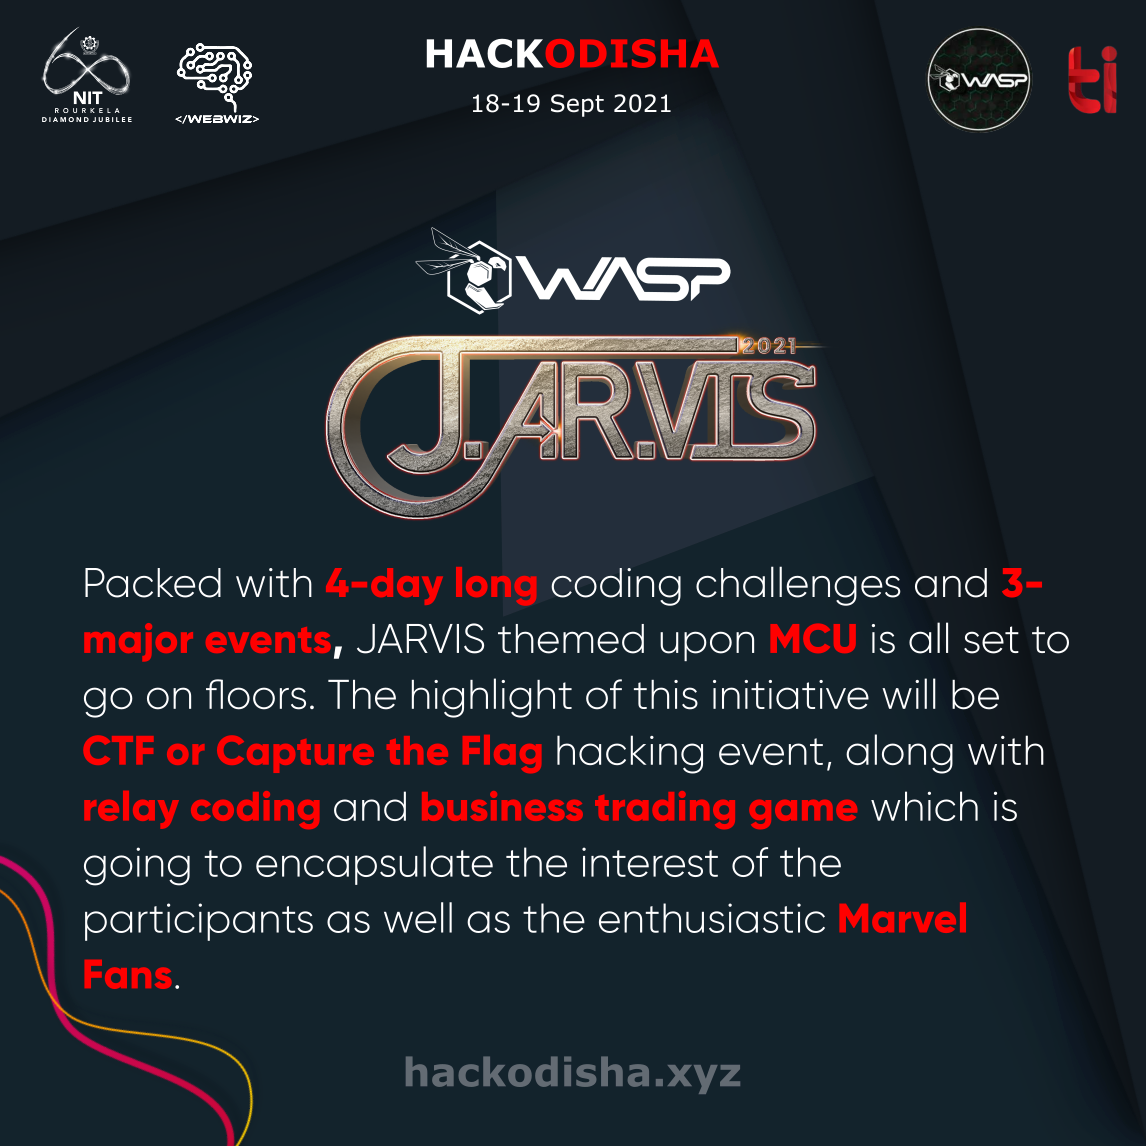 NIT
ROURKELA
DIAMOND JUBILEE
</WEBWIZ>
HACKODISHA
18-19 Sept 2021
WASP
ti
WASP
2021
J.AR.VIS
Packed with 4-day long coding challenges and 3-
major events, JARVIS themed upon MCU is all set to
go on floors. The highlight of this initiative will be
CTF or Capture the Flag hacking event, along with
relay coding and business trading game which is
going to encapsulate the interest of the
participants as well as the enthusiastic Marvel
Fans.
hackodisha.xyz